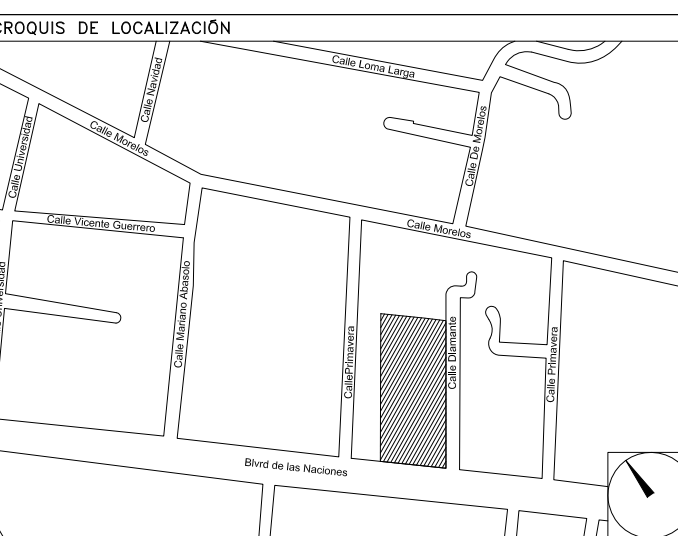 CROQUIS DE LOCALIZACIÓN
Calle Loma Larga
Calle Navidad
Calle Morelos
Calle De Morelos
Calle Universidad
Calle Vicente Guerrero
Calle Morelos
Calle Mariano Abasolo
CallePrimavera
Calle Diamante
Calle Primavera
Blvrd de las Naciones